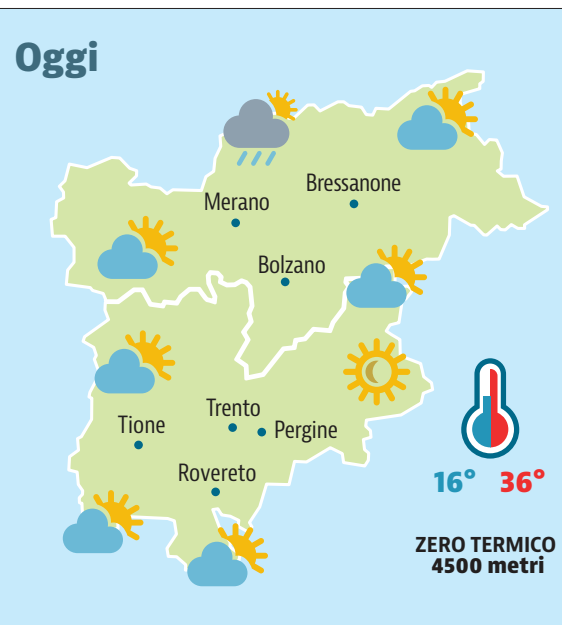 Oggi
Bressanone
Merano
Bolzano
Trento
Tione
Pergine
Rovereto
16° 36°
ZERO TERMICO
4500 metri